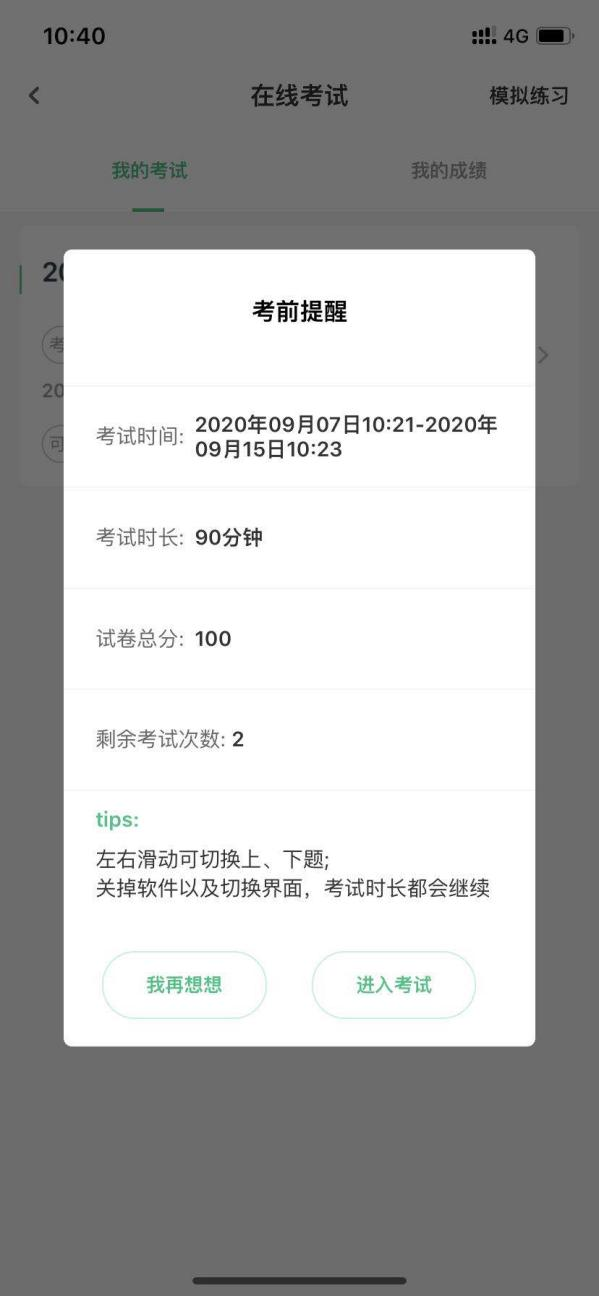 10:40
4G
在线考试
模拟练习
我的考试
我的成绩
考前提醒
考试时间: 2020年09月07日10:21-2020年
09月15日10:23
考试时长: 90分钟
试卷总分: 100
剩余考试次数: 2
tips:
左右滑动可切换上、下题;
关掉软件以及切换界面，考试时长都会继续
我再想想
进入考试